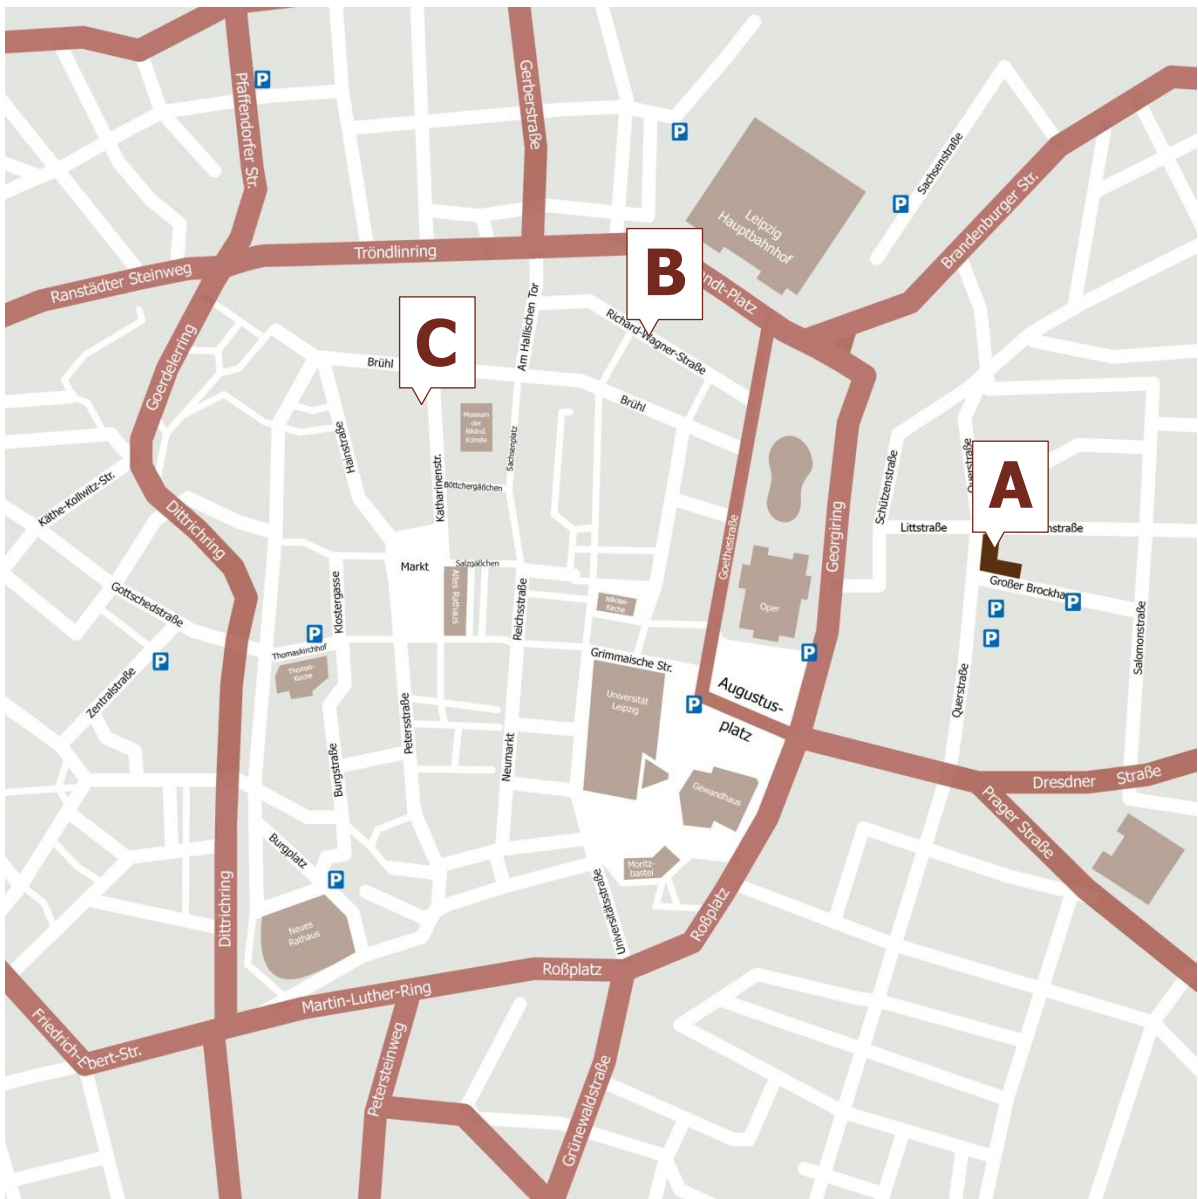 P
Pfaffendorfer Str.
Gerberstraße
P
Sachsenstraße
P
Brandenburger Str.
Leipzig
Hauptbahnhof
Tröndlinring
Ranstädter Steinweg
B
ndt-Platz
Am Hallischen Tor
Richard-Wagner-Straße
Goerdelerring
C
Brühl
Brühl
Museum
der
Bildnd.
Künste
Hainstraße
Sachsenplatz
Katharinenstr.
Böttchergäßchen
Käthe-Kollwitz-Str.
Dittrichring
Schützenstraße
Querstraße
A
Littstraße
nstraße
Georgiring
Goethestraße
Markt
Salzgäßchen
Altes Rathaus
Reichsstraße
Nikolai-
Kirche
Oper
Großer Brockha
P
P
P
Gottschedstraße
Klostergasse
P
Thomaskirchhof
Thomas-
Kirche
P
Zentralstraße
Grimmaische Str.
Universität
Leipzig
P
P
Augustus-
platz
Salomonstraße
Querstraße
Petersstraße
Neumarkt
Burgstraße
Gewandhaus
Dresdner Straße
Prager Straße
Burgplatz
P
Moritz-
bastei
Universitätsstraße
Roßplatz
Dittrichring
Neues
Rathaus
Roßplatz
Martin-Luther-Ring
Friedrich-Ebert-Str.
Petersteinweg
Grünewaldstraße